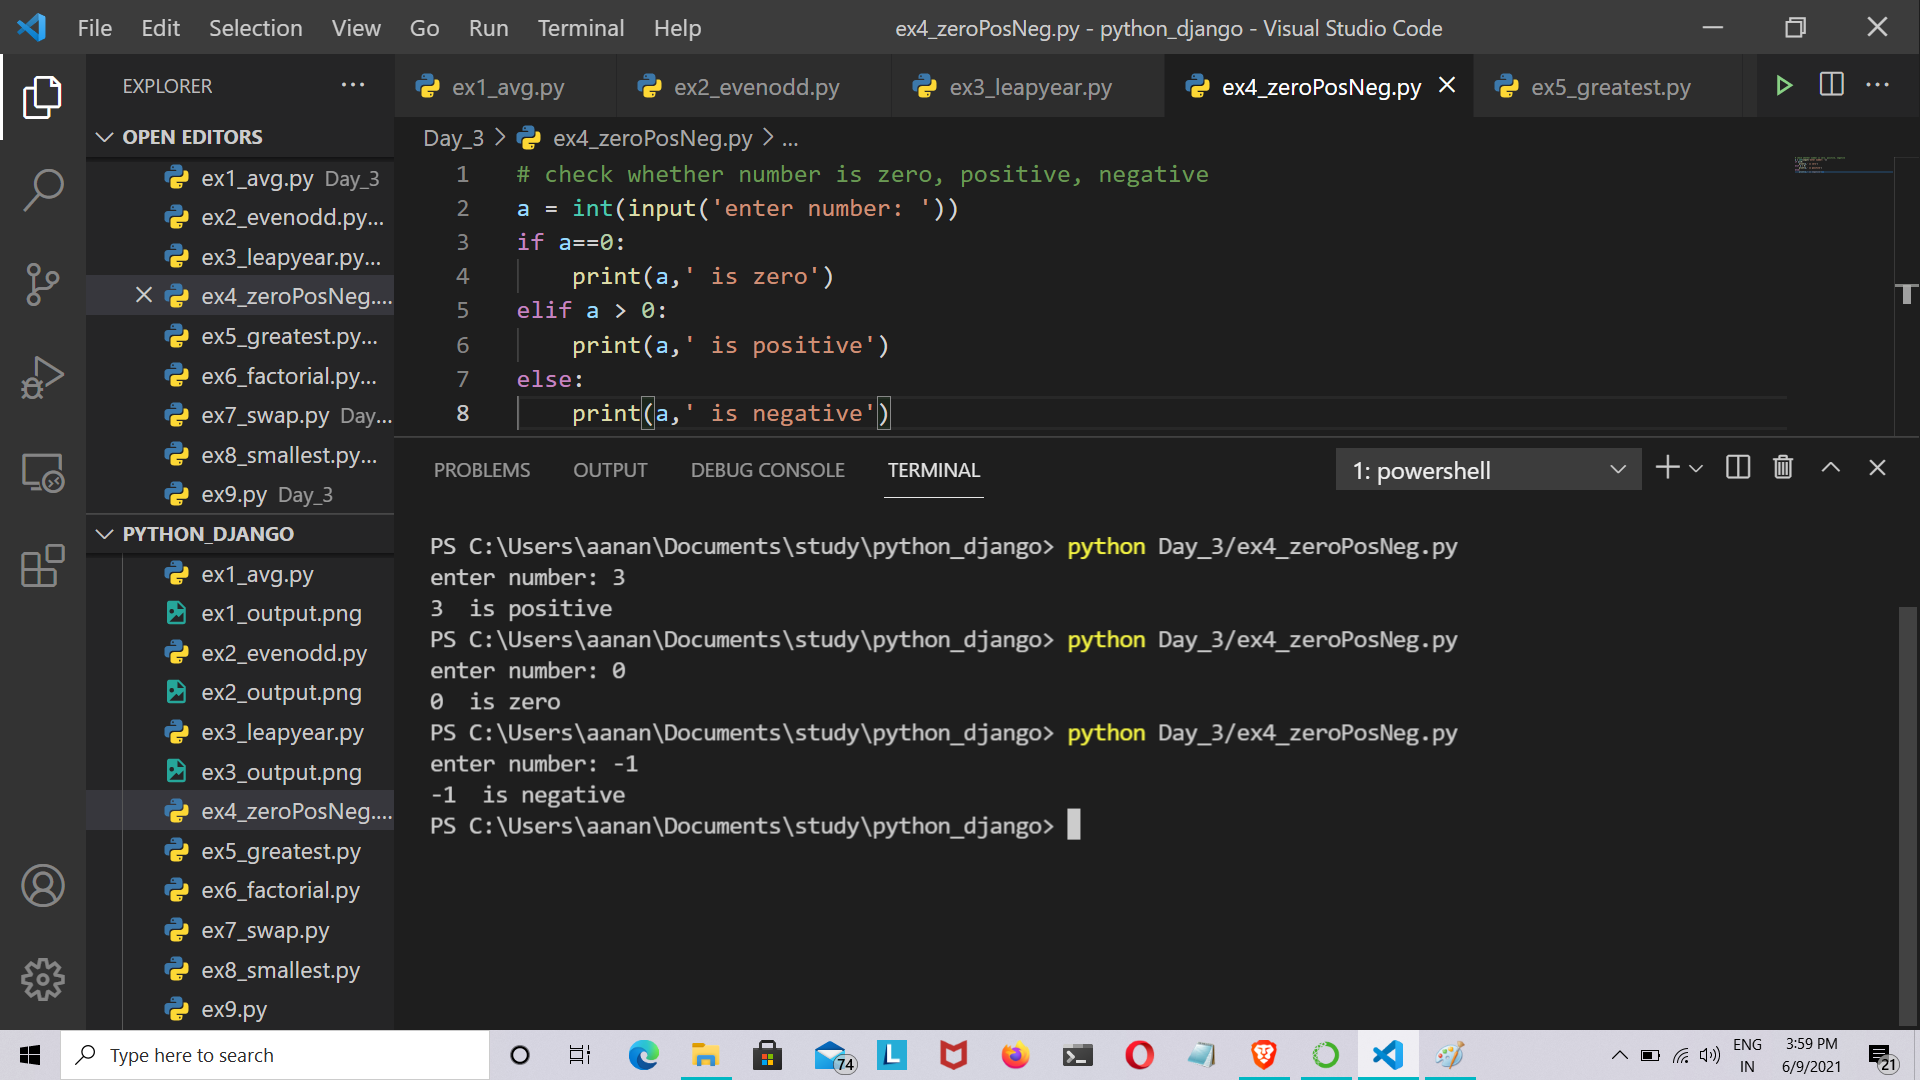 File Edit Selection View Go Run Terminal Help ex4_zeroPosNeg.py - python_django - Visual Studio Code
EXPLORER
ex1_avg.py ex2_evenodd.py ex3_leapyear.py ex4_zeroPosNeg.py ex5_greatest.py
OPEN EDITORS
ex1_avg.py Day_3
ex2_evenodd.py...
ex3_leapyear.py...
ex4_zeroPosNeg....
ex5_greatest.py...
ex6_factorial.py...
ex7_swap.py Day...
ex8_smallest.py...
ex9.py Day_3
PYTHON_DJANGO
ex1_avg.py
ex1_output.png
ex2_evenodd.py
ex2_output.png
ex3_leapyear.py
ex3_output.png
ex4_zeroPosNeg....
ex5_greatest.py
ex6_factorial.py
ex7_swap.py
ex8_smallest.py
ex9.py
Day_3 > ex4_zeroPosNeg.py > ...
1 # check whether number is zero, positive, negative
2 a = int(input('enter number: '))
3 if a==0:
4 print(a,' is zero')
5 elif a > 0:
6 print(a,' is positive')
7 else:
8 print(a,' is negative')
PROBLEMS OUTPUT DEBUG CONSOLE TERMINAL 1: powershell
PS C:\Users\aanan\Documents\study\python_django> python Day_3/ex4_zeroPosNeg.py
enter number: 3
3  is positive
PS C:\Users\aanan\Documents\study\python_django> python Day_3/ex4_zeroPosNeg.py
enter number: 0
0  is zero
PS C:\Users\aanan\Documents\study\python_django> python Day_3/ex4_zeroPosNeg.py
enter number: -1
-1  is negative
PS C:\Users\aanan\Documents\study\python_django>
Type here to search 74 L ENG 3:59 PM
IN 6/9/2021 21